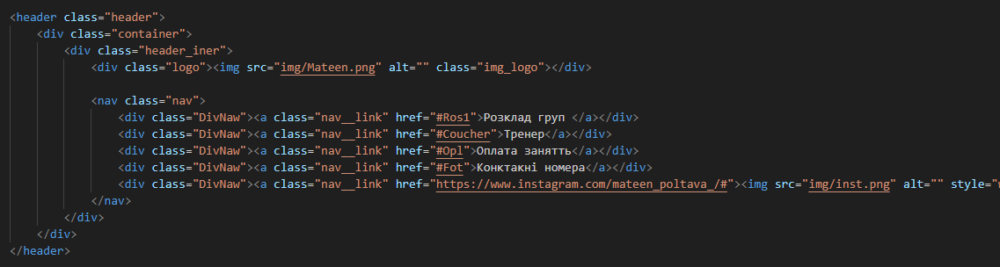 <header class="header">
<div class="container">
<div class="header_iner">
<div class="logo"><img src="img/Mateen.png" alt="" class="img_logo"></div>
<nav class="nav">
<div class="DivNaw"><a class="nav__link" href="#Ros1">Розклад груп </a></div>
<div class="DivNaw"><a class="nav__link" href="#Coucher">Тренер</a></div>
<div class="DivNaw"><a class="nav__link" href="#Opl">Оплата занятть</a></div>
<div class="DivNaw"><a class="nav__link" href="#Fot">Конктакні номера</a></div>
<div class="DivNaw"><a class="nav__link" href="https://www.instagram.com/mateen_poltava_/#"><img src="img/inst.png" alt="" style="
</nav>
</div>
</div>
</header>